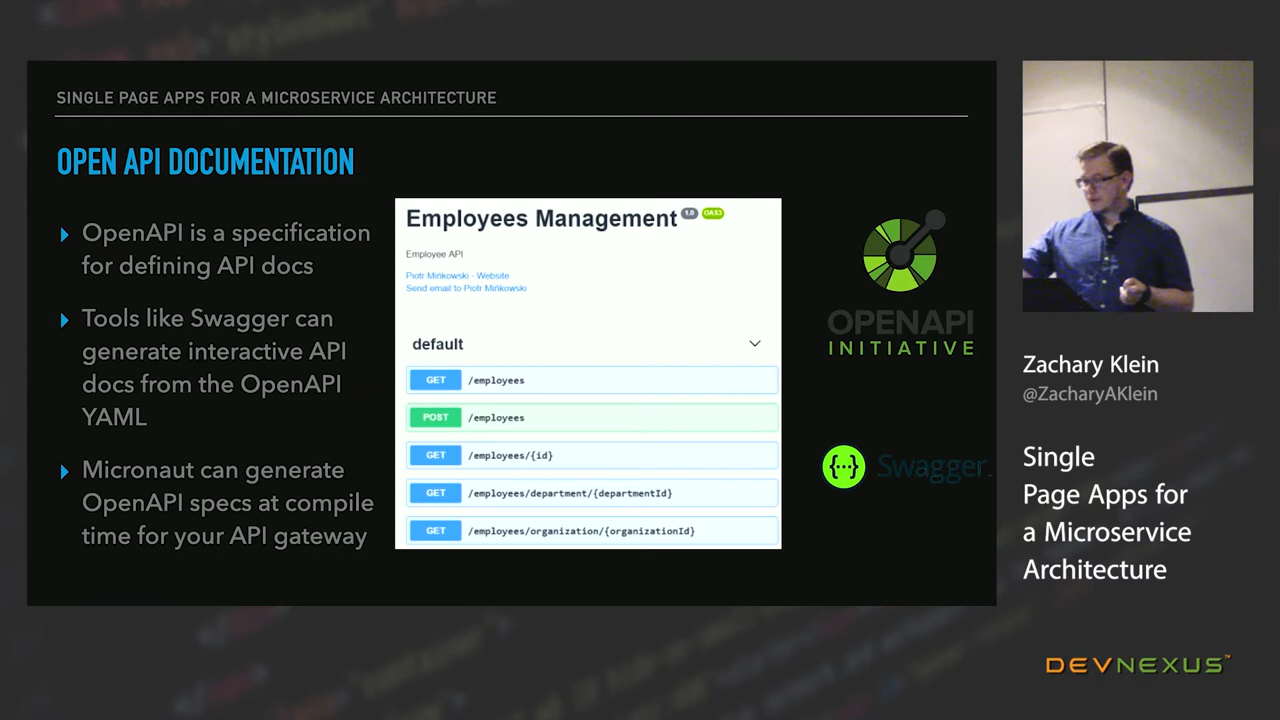 SINGLE PAGE APPS FOR A MICROSERVICE ARCHITECTURE
OPEN API DOCUMENTATION
OpenAPI is a specification
for defining API docs
Tools like Swagger can
generate interactive API
docs from the OpenAPI
YAML
Micronaut can generate
OpenAPI specs at compile
time for your API gateway
Employees Management 1.0 OAS3
Employee API
Piotr Mińkowski - Website
Send email to Piotr Mińkowski
default
GET /employees
POST /employees
GET /employees/{id}
GET /employees/department/{departmentId}
GET /employees/organization/{organizationId}
OPENAPI
INITIATIVE
{···} Swagger.
Zachary Klein
@ZacharyAKlein
Single
Page Apps for
a Microservice
Architecture
DEVNEXUS™